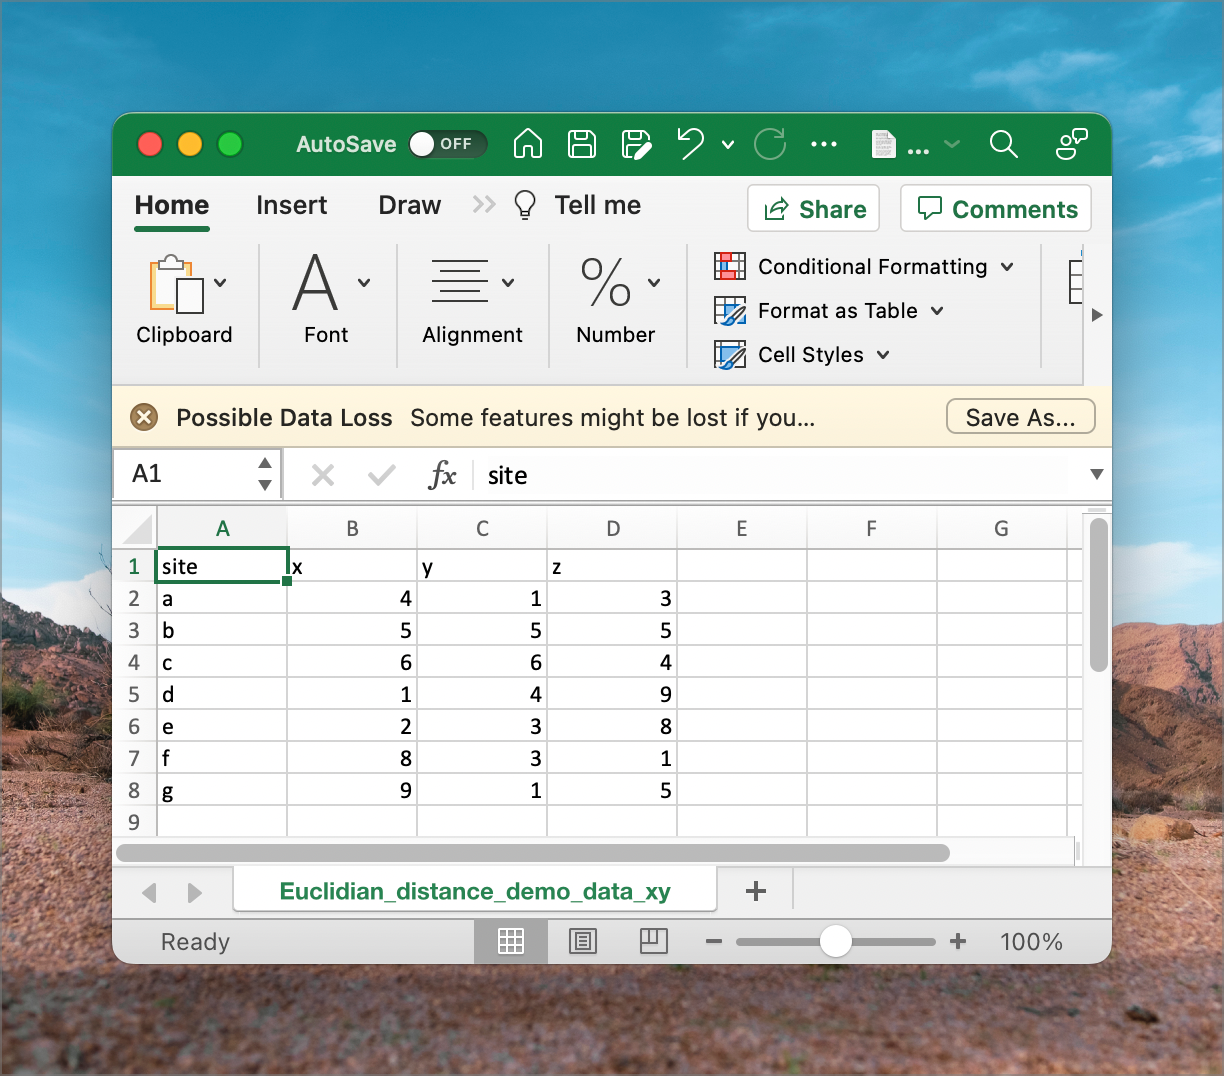 AutoSave OFF ... ...
Home Insert Draw Tell me Share Comments
Conditional Formatting
Format as Table
Cell Styles
Clipboard Font Alignment Number
Possible Data Loss Some features might be lost if you... Save As...
A1 fx site
A B C D E F G
1 site x y z
2 a 4 1 3
3 b 5 5 5
4 c 6 6 4
5 d 1 4 9
6 e 2 3 8
7 f 8 3 1
8 g 9 1 5
9
Euclidian_distance_demo_data_xy
Ready 100%